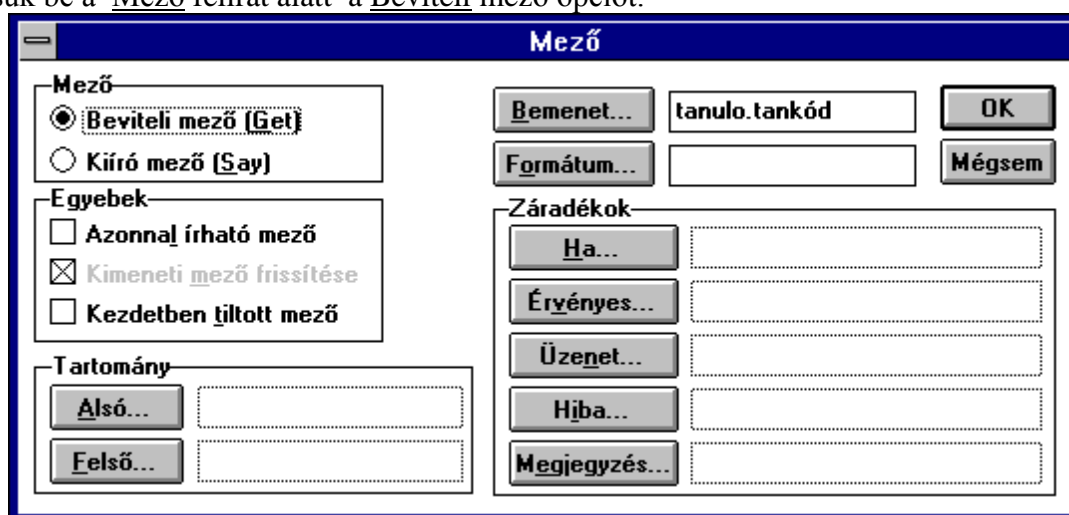 be a Mező felirat alatt a Beviteli mező opciót.
Mező
Mező
Beviteli mező (Get)
Kiíró mező (Say)
Egyebek
Azonnal írható mező
Kimeneti mező frissítése
Kezdetben tiltott mező
Tartomány
Alsó...
Felső...
Bemenet... tanulo.tankód OK
Formátum... Mégsem
Záradékok
Ha...
Érvényes...
Üzenet...
Hiba...
Megjegyzés...